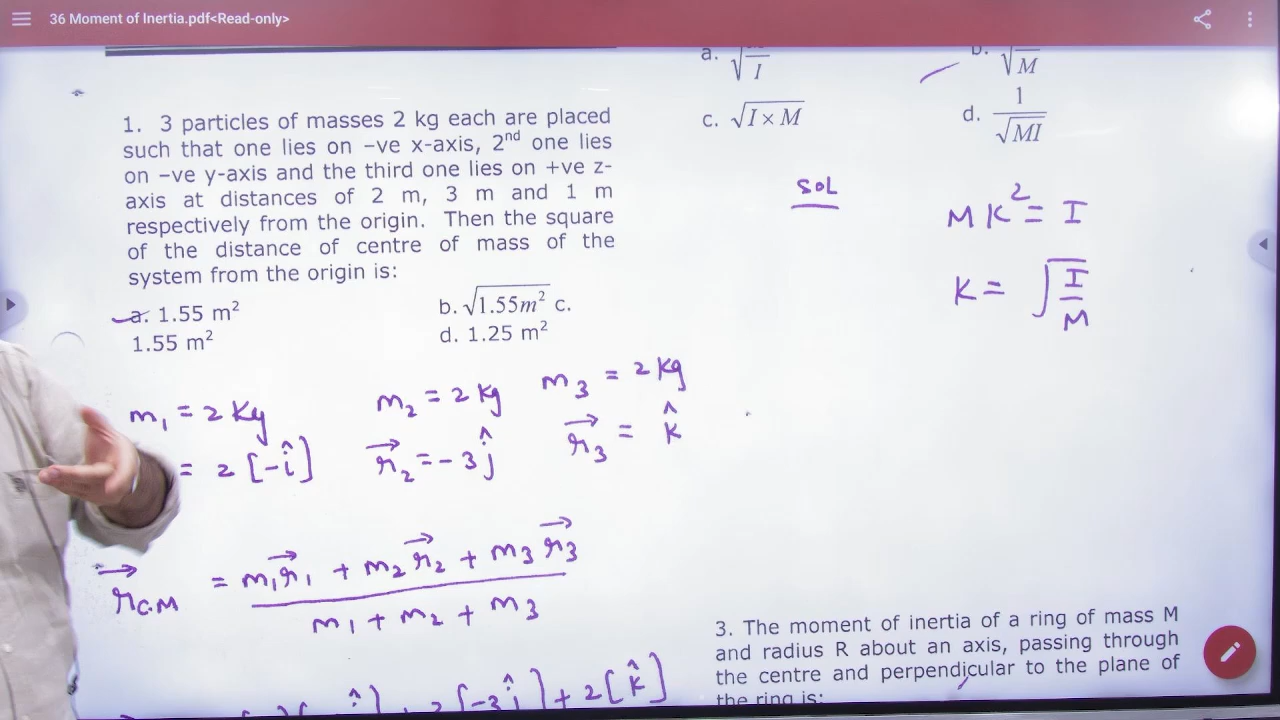 36 Moment of Inertia.pdf<Read-only>
1. 3 particles of masses 2 kg each are placed
such that one lies on –ve x-axis, 2nd one lies
on –ve y-axis and the third one lies on +ve z-
axis at distances of 2 m, 3 m and 1 m
respectively from the origin. Then the square
of the distance of centre of mass of the
system from the origin is:
a. 1.55 m²
b. √1.55m² c.
1.55 m²
d. 1.25 m²
m₁ = 2 Kg
m₂ = 2 Kg
m₃ = 2 Kg
= 2 [-î]
r⃗₂ = -3 ĵ
r⃗₃ = k̂
r⃗C.M = m₁r⃗₁ + m₂r⃗₂ + m₃r⃗₃
m₁ + m₂ + m₃
2[-3ĵ] + 2[k̂]
a. √ I
b. √ M
c. √I × M
d. 1/√MI
SOL
MK² = I
K = √I/M
3. The moment of inertia of a ring of mass M
and radius R about an axis, passing through
the centre and perpendicular to the plane of
the ring is: